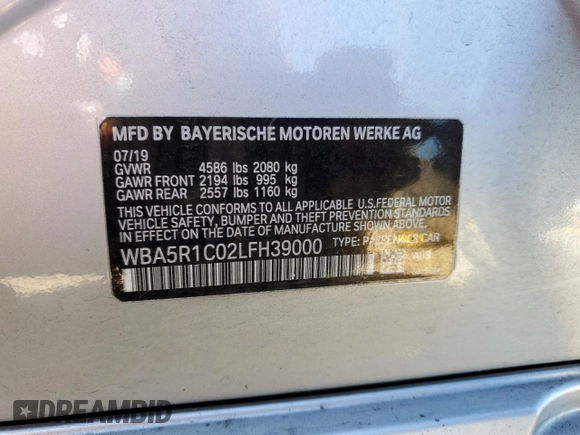 MFD BY BAYERISCHE MOTOREN WERKE AG
07/19
GVWR 4586 lbs 2080 kg
GAWR FRONT 2194 lbs 995 kg
GAWR REAR 2557 lbs 1160 kg
THIS VEHICLE CONFORMS TO ALL APPLICABLE U.S.FEDERAL MOTOR
VEHICLE SAFETY, BUMPER AND THEFT PREVENTION STANDARDS
IN EFFECT ON THE DATE OF MANUFACTURE SHOWN ABOVE.
WBA5R1C02LFH39000 TYPE: PASSENGER CAR
DREAMBID